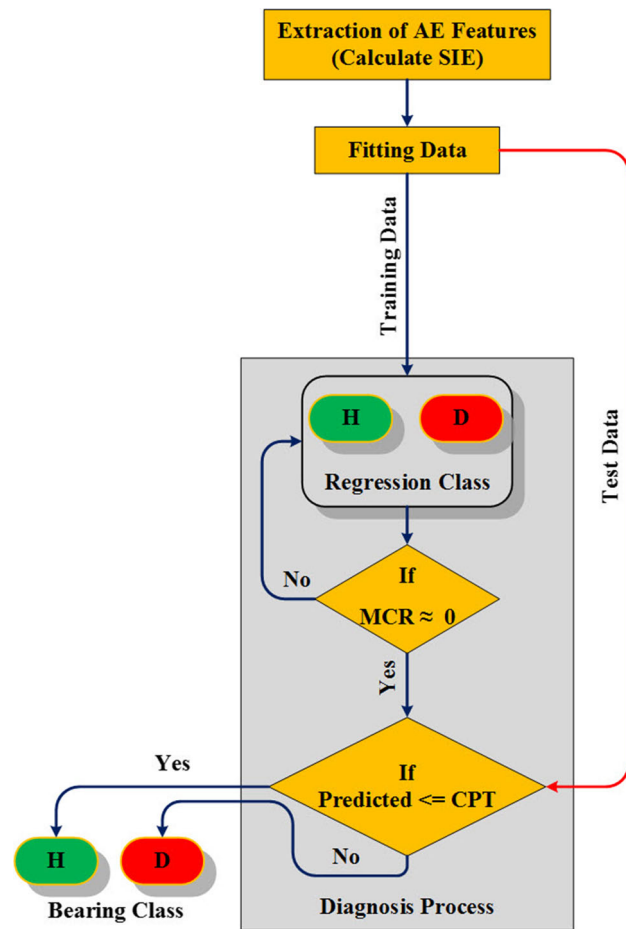 Extraction of AE Features
(Calculate SIE)
Fitting Data
Training Data
Test Data
H
D
Regression Class
No
If
MCR ≈ 0
Yes
If
Predicted <= CPT
Yes
No
H
D
Bearing Class
Diagnosis Process